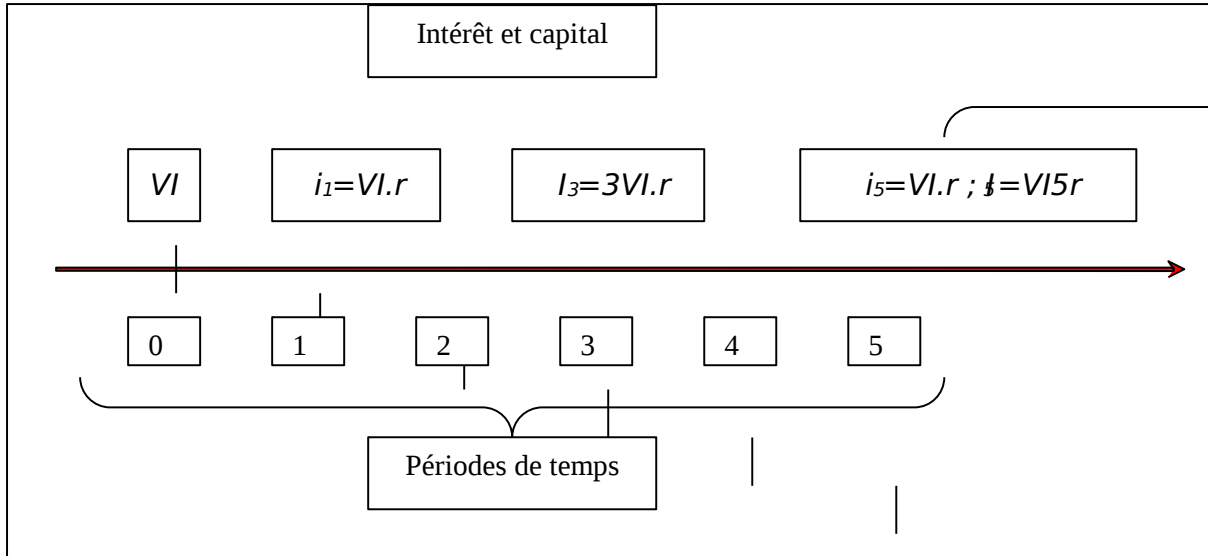 Intérêt et capital
VI
i₁=VI.r
I₃=3VI.r
i₅=VI.r ; I₅=VI5r
0
1
2
3
4
5
Périodes de temps